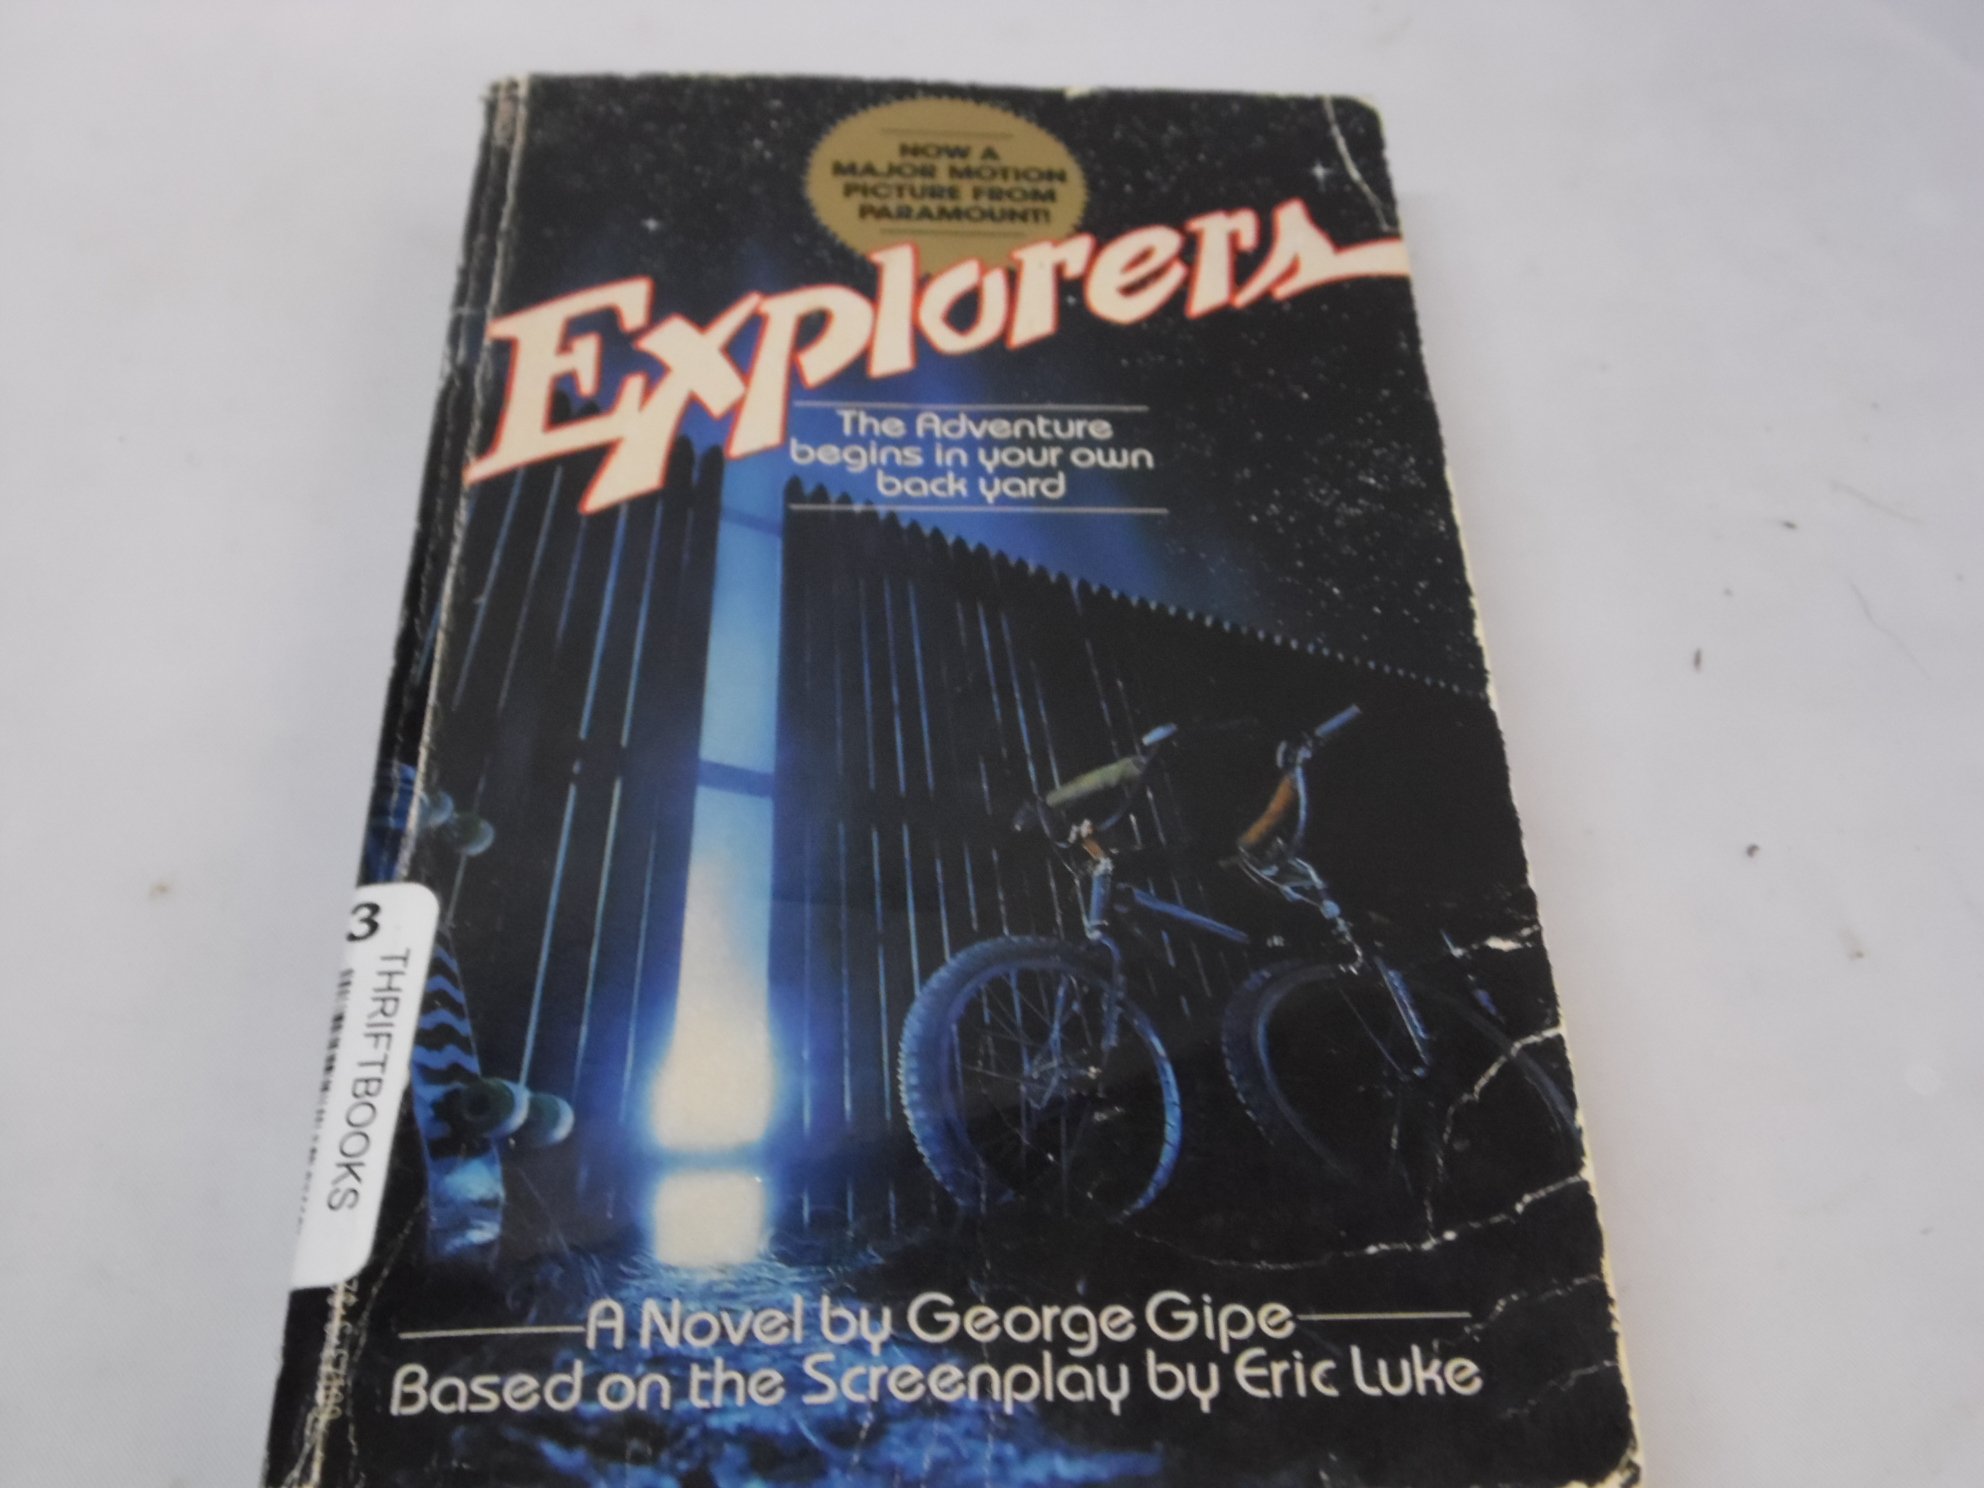 NOW A
MAJOR MOTION
PICTURE FROM
PARAMOUNT!
Explorers
The Adventure
begins in your own
back yard
3
THRIFTBOOKS
A Novel by George Gipe
Based on the Screenplay by Eric Luke